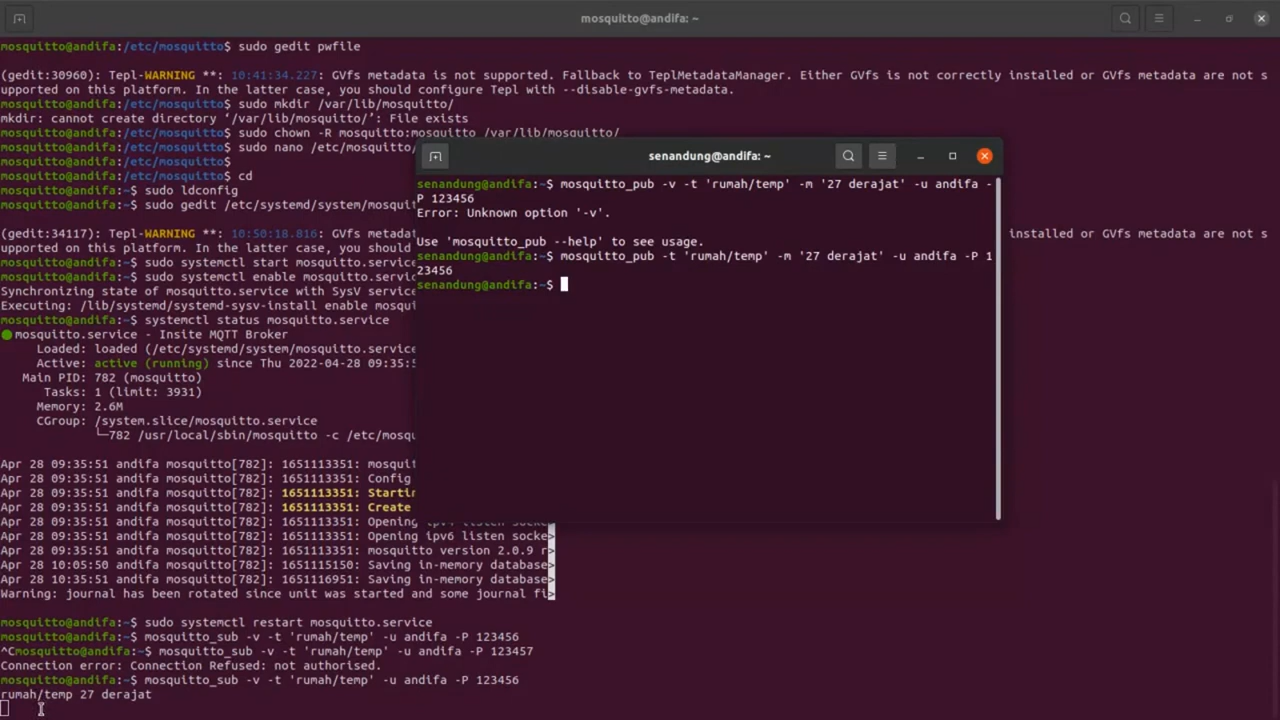 mosquitto@andifa: ~
mosquitto@andifa:/etc/mosquitto$ sudo gedit pwfile
(gedit:30960): Tepl-WARNING **: 10:41:34.227: GVfs metadata is not supported. Fallback to TeplMetadataManager. Either GVfs is not correctly installed or GVfs metadata are not s
upported on this platform. In the latter case, you should configure Tepl with --disable-gvfs-metadata.
mosquitto@andifa:/etc/mosquitto$ sudo mkdir /var/lib/mosquitto/
mkdir: cannot create directory ‘/var/lib/mosquitto/’: File exists
mosquitto@andifa:/etc/mosquitto$ sudo chown -R mosquitto:mosquitto /var/lib/mosquitto/
mosquitto@andifa:/etc/mosquitto$ sudo nano /etc/mosquitto/
mosquitto@andifa:/etc/mosquitto$
mosquitto@andifa:/etc/mosquitto$ cd
mosquitto@andifa:~$ sudo ldconfig
mosquitto@andifa:~$ sudo gedit /etc/systemd/system/mosqu
(gedit:34117): Tepl-WARNING **: 10:50:18.816: GVfs metad installed or GVfs metadata are not s
upported on this platform. In the latter case, you should
mosquitto@andifa:~$ sudo systemctl start mosquitto.servic
mosquitto@andifa:~$ sudo systemctl enable mosquitto.servi
Synchronizing state of mosquitto.service with SysV servic
Executing: /lib/systemd/systemd-sysv-install enable mosqu
mosquitto@andifa:~$ systemctl status mosquitto.service
mosquitto.service - Insite MQTT Broker
Loaded: loaded (/etc/systemd/system/mosquitto.service
Active: active (running) since Thu 2022-04-28 09:35:5
Main PID: 782 (mosquitto)
Tasks: 1 (limit: 3931)
Memory: 2.6M
CGroup: /system.slice/mosquitto.service
└─782 /usr/local/sbin/mosquitto -c /etc/mosqu
Apr 28 09:35:51 andifa mosquitto[782]: 1651113351: mosquit
Apr 28 09:35:51 andifa mosquitto[782]: 1651113351: Config
Apr 28 09:35:51 andifa mosquitto[782]: 1651113351: Startin
Apr 28 09:35:51 andifa mosquitto[782]: 1651113351: Create
Apr 28 09:35:51 andifa mosquitto[782]: 1651113351: Opening ipv4 listen socke>
Apr 28 09:35:51 andifa mosquitto[782]: 1651113351: Opening ipv6 listen socke>
Apr 28 09:35:51 andifa mosquitto[782]: 1651113351: mosquitto version 2.0.9 r>
Apr 28 10:05:50 andifa mosquitto[782]: 1651115150: Saving in-memory database>
Apr 28 10:35:51 andifa mosquitto[782]: 1651116951: Saving in-memory database>
Warning: journal has been rotated since unit was started and some journal fi>
mosquitto@andifa:~$ sudo systemctl restart mosquitto.service
mosquitto@andifa:~$ mosquitto_sub -v -t 'rumah/temp' -u andifa -P 123456
^Cmosquitto@andifa:~$ mosquitto_sub -v -t 'rumah/temp' -u andifa -P 123457
Connection error: Connection Refused: not authorised.
mosquitto@andifa:~$ mosquitto_sub -v -t 'rumah/temp' -u andifa -P 123456
rumah/temp 27 derajat
senandung@andifa: ~
senandung@andifa:~$ mosquitto_pub -v -t 'rumah/temp' -m '27 derajat' -u andifa -
P 123456
Error: Unknown option '-v'.
Use 'mosquitto_pub --help' to see usage.
senandung@andifa:~$ mosquitto_pub -t 'rumah/temp' -m '27 derajat' -u andifa -P 1
23456
senandung@andifa:~$